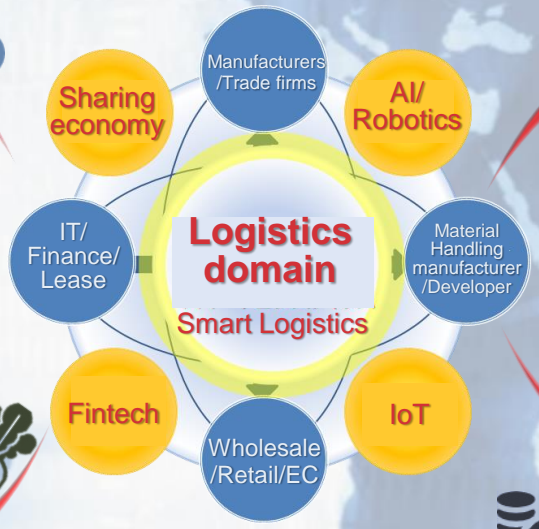 Manufacturers
/Trade firms
Sharing
economy
AI/
Robotics
IT/
Finance/
Lease
Logistics
domain
Smart Logistics
Material
Handling
manufacturer
/Developer
Fintech
IoT
Wholesale
/Retail/EC